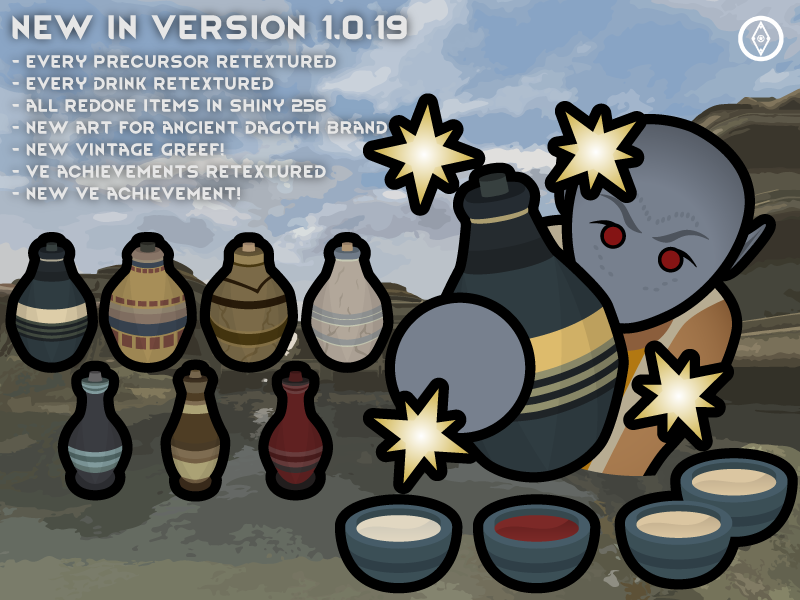 NEW IN VERSION 1.0.19
- EVERY PRECURSOR RETEXTURED
- EVERY DRINK RETEXTURED
- ALL REDONE ITEMS IN SHINY 256
- NEW ART FOR ANCIENT DAGOTH BRANDY
- NEW VINTAGE GREEF!
- VE ACHIEVEMENTS RETEXTURED
- NEW VE ACHIEVEMENT!